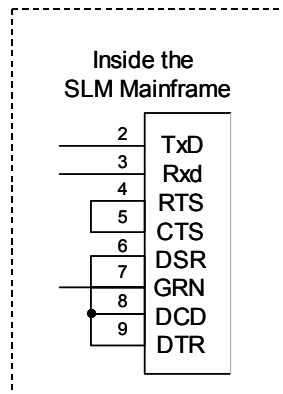 Inside the
SLM Mainframe
2 TxD
3 Rxd
4 RTS
5 CTS
6 DSR
7 GRN
8 DCD
9 DTR